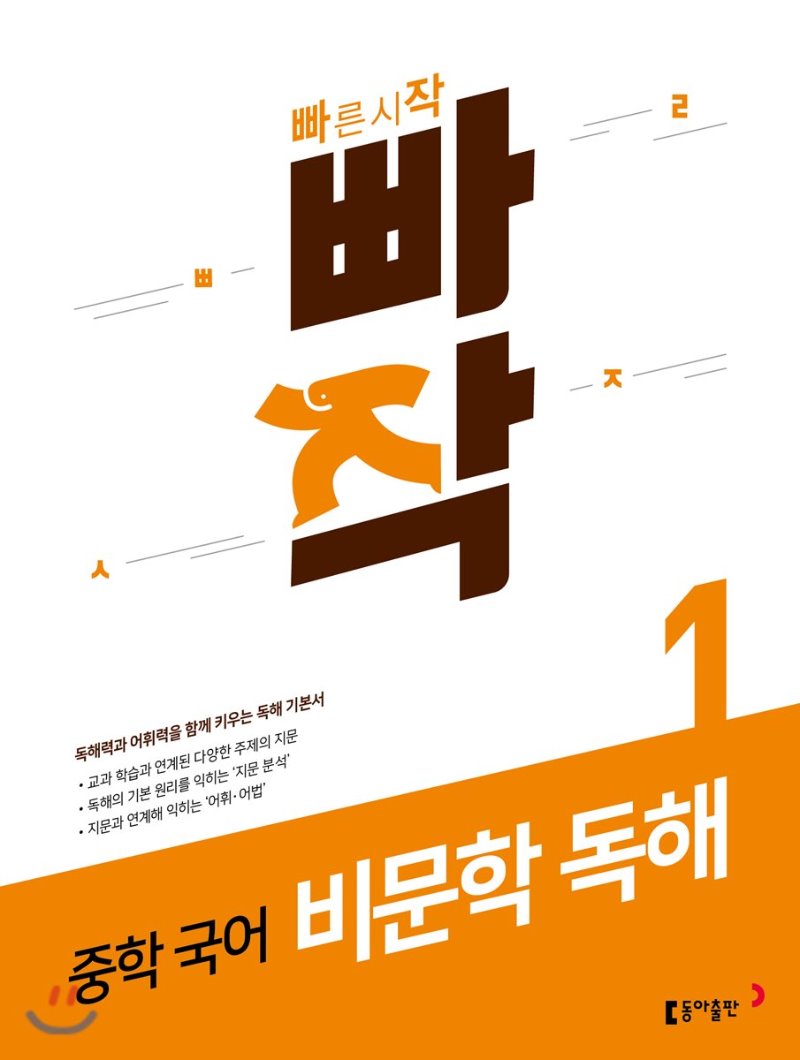 빠른시작
빠작
ㄹ
ㅃ
ㅈ
ㅅ
1
독해력과 어휘력을 함께 키우는 독해 기본서
• 교과 학습과 연계된 다양한 주제의 지문
• 독해의 기본 원리를 익히는 ‘지문 분석’
• 지문과 연계해 익히는 ‘어휘·어법’
중학 국어 비문학 독해
동아출판